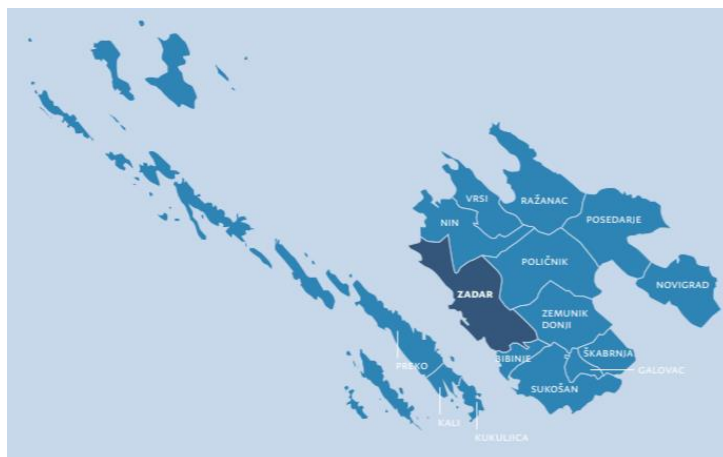 VRSI
RAŽANAC
NIN
POSEDARJE
POLIČNIK
NOVIGRAD
ZADAR
ZEMUNIK
DONJI
BIBINJE
ŠKABRNJA
PREKO
GALOVAC
SUKOŠAN
KALI
KUKLJICA